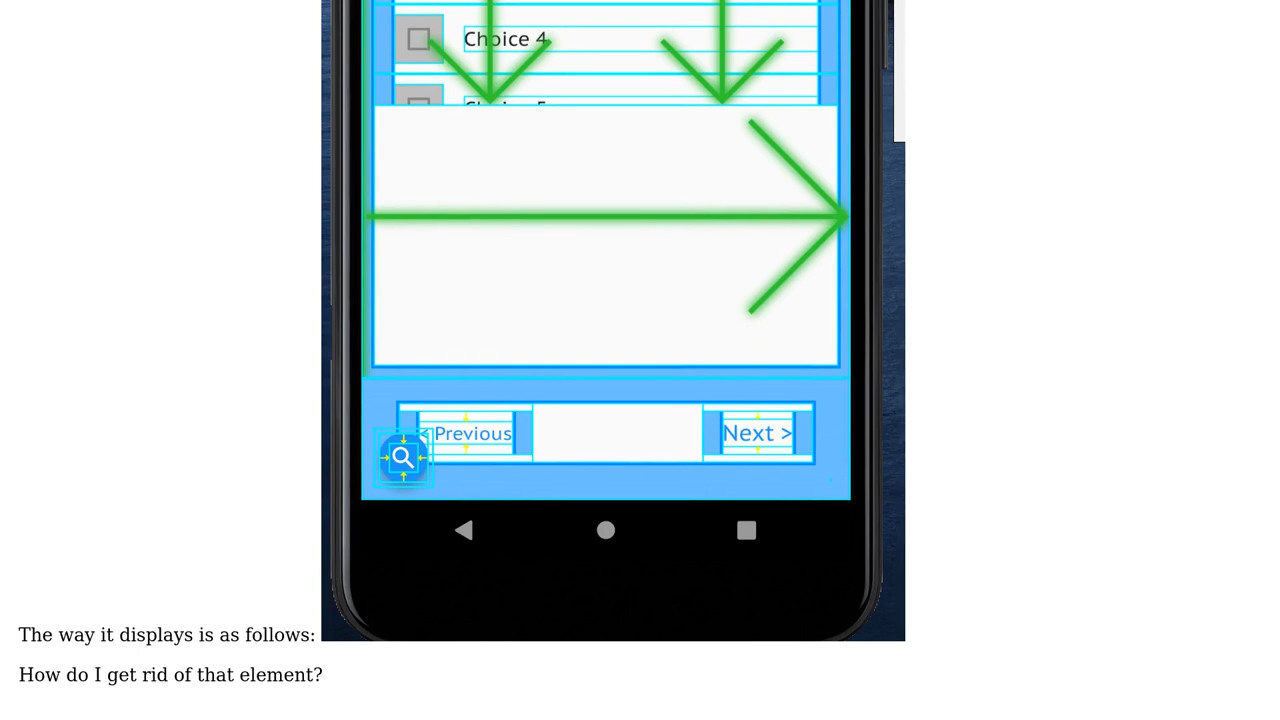 Choice 4
< Previous
Next >
The way it displays is as follows:
How do I get rid of that element?